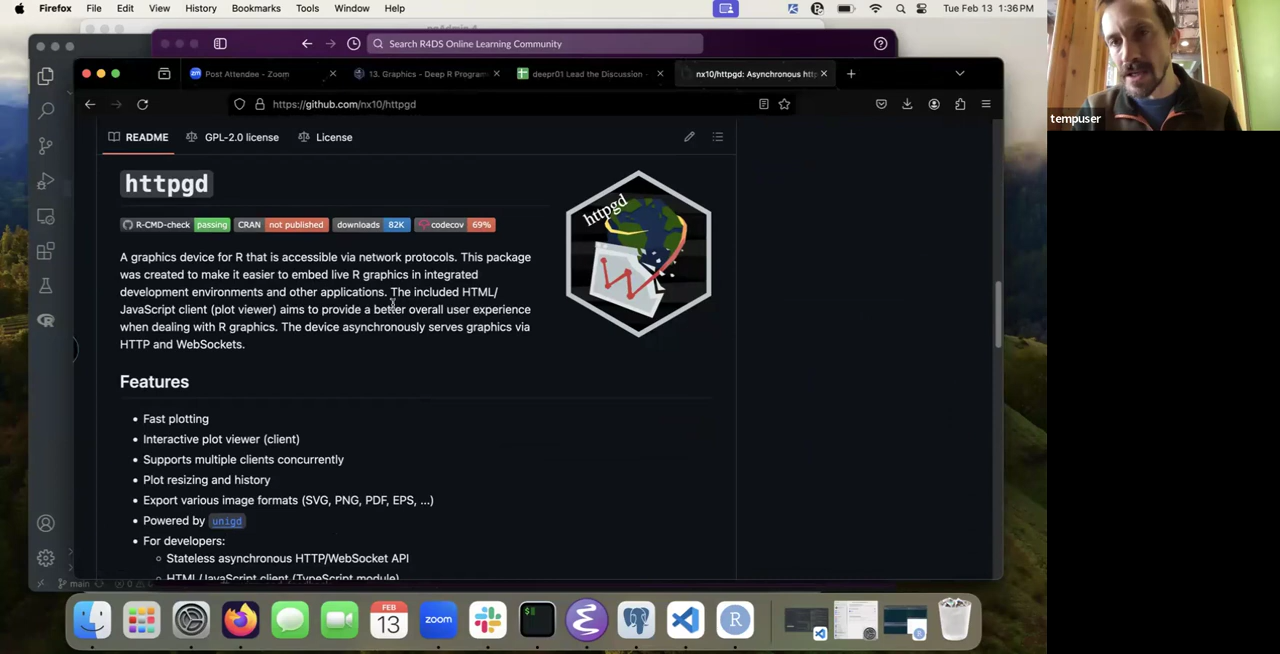 Firefox File Edit View History Bookmarks Tools Window Help Tue Feb 13 1:36 PM
Search R4DS Online Learning Community
Post Attendee - Zoom 13. Graphics - Deep R Program deepr01 Lead the Discussion - nx10/httpgd: Asynchronous htt
https://github.com/nx10/httpgd
README GPL-2.0 license License
httpgd
httpgd
R-CMD-check passing CRAN not published downloads 82K codecov 69%
A graphics device for R that is accessible via network protocols. This package
was created to make it easier to embed live R graphics in integrated
development environments and other applications. The included HTML/
JavaScript client (plot viewer) aims to provide a better overall user experience
when dealing with R graphics. The device asynchronously serves graphics via
HTTP and WebSockets.
Features
Fast plotting
Interactive plot viewer (client)
Supports multiple clients concurrently
Plot resizing and history
Export various image formats (SVG, PNG, PDF, EPS, ...)
Powered by unigd
For developers:
Stateless asynchronous HTTP/WebSocket API
HTML/JavaScript client (TypeScript module)
main
FEB
13
zoom
R
tempuser